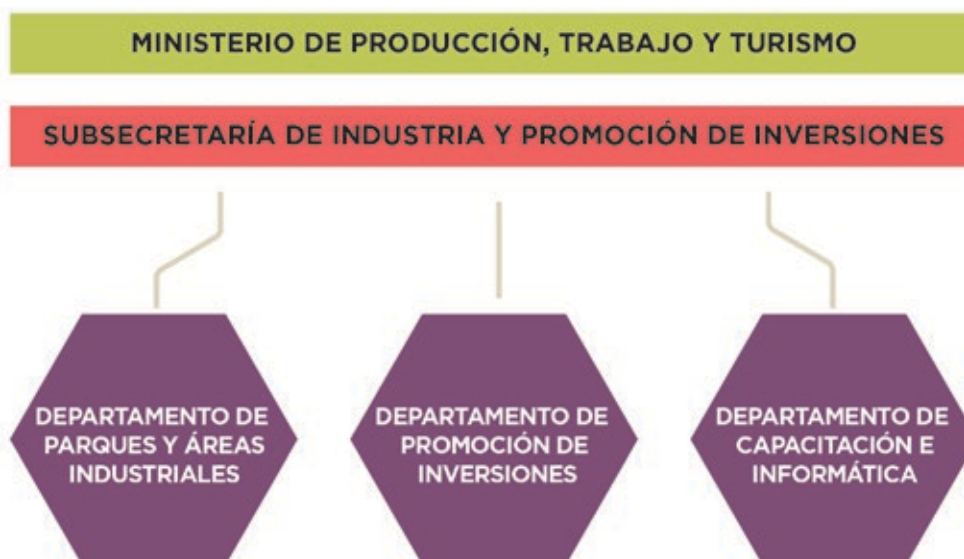 MINISTERIO DE PRODUCCIÓN, TRABAJO Y TURISMO
SUBSECRETARÍA DE INDUSTRIA Y PROMOCIÓN DE INVERSIONES
DEPARTAMENTO DE
PARQUES Y ÁREAS
INDUSTRIALES
DEPARTAMENTO DE
PROMOCIÓN DE
INVERSIONES
DEPARTAMENTO DE
CAPACITACIÓN E
INFORMÁTICA